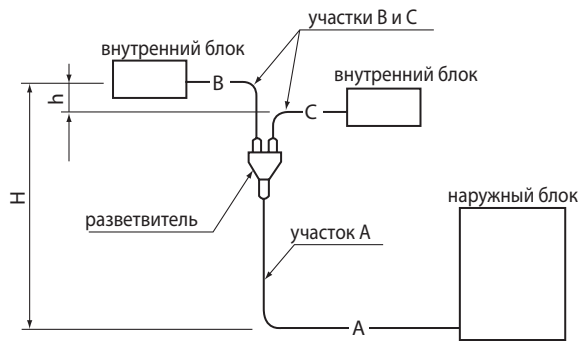 участки B и C
внутренний блок
внутренний блок
B
h
C
H
наружный блок
разветвитель
участок A
A